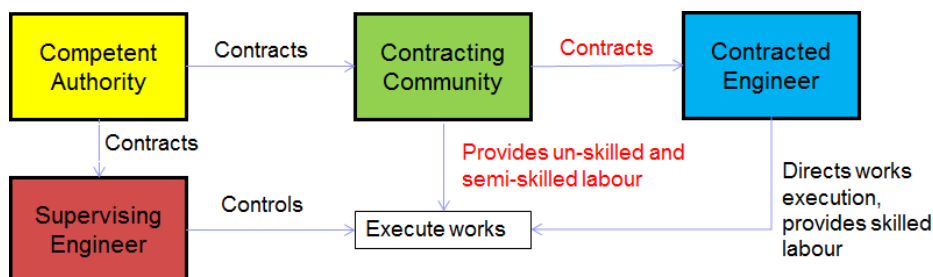 Competent
Authority
Contracts
Contracting
Community
Contracts
Contracted
Engineer
Contracts
Provides un-skilled and
semi-skilled labour
Directs works
execution,
provides skilled
labour
Supervising
Engineer
Controls
Execute works